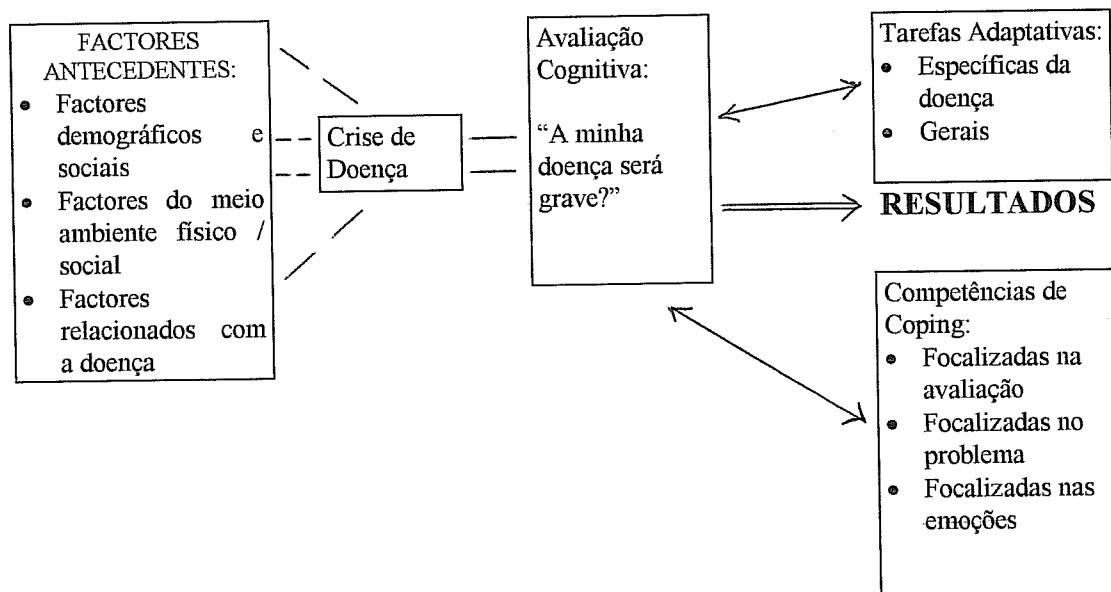 FACTORES
ANTECEDENTES:
• Factores
demográficos e
sociais
• Factores do meio
ambiente físico /
social
• Factores
relacionados com
a doença
Crise de
Doença
Avaliação
Cognitiva:
“A minha
doença será
grave?”
Tarefas Adaptativas:
• Específicas da
doença
• Gerais
RESULTADOS
Competências de
Coping:
• Focalizadas na
avaliação
• Focalizadas no
problema
• Focalizadas nas
emoções